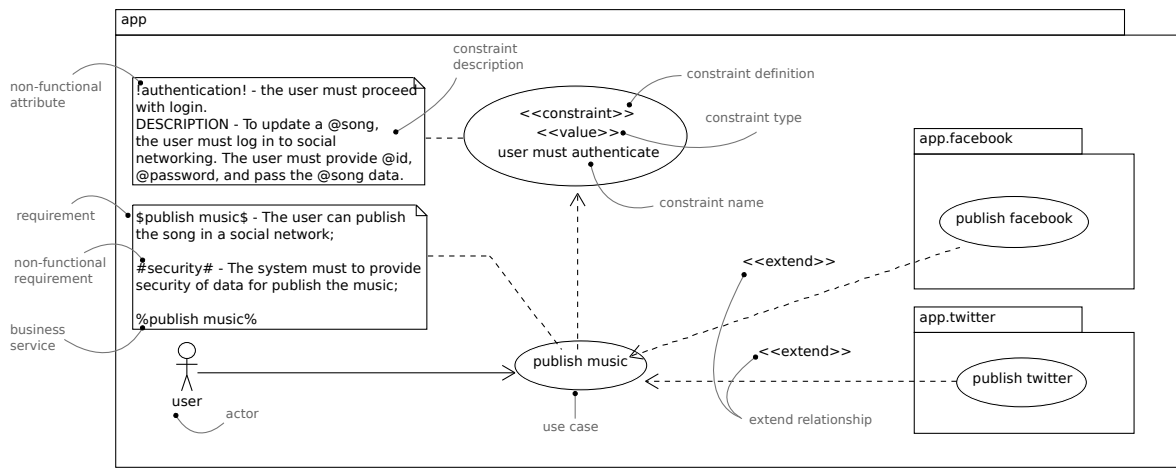 app
constraint
description
non-functional
attribute
!authentication! - the user must proceed
with login.
DESCRIPTION - To update a @song,
the user must log in to social
networking. The user must provide @id,
@password, and pass the @song data.
<<constraint>>
<<value>>
user must authenticate
constraint definition
constraint type
constraint name
requirement
$publish music$ - The user can publish
the song in a social network;
non-functional
requirement
#security# - The system must to provide
security of data for publish the music;
business
service
%publish music%
app.facebook
publish facebook
<<extend>>
app.twitter
<<extend>>
publish twitter
publish music
user
actor
use case
extend relationship